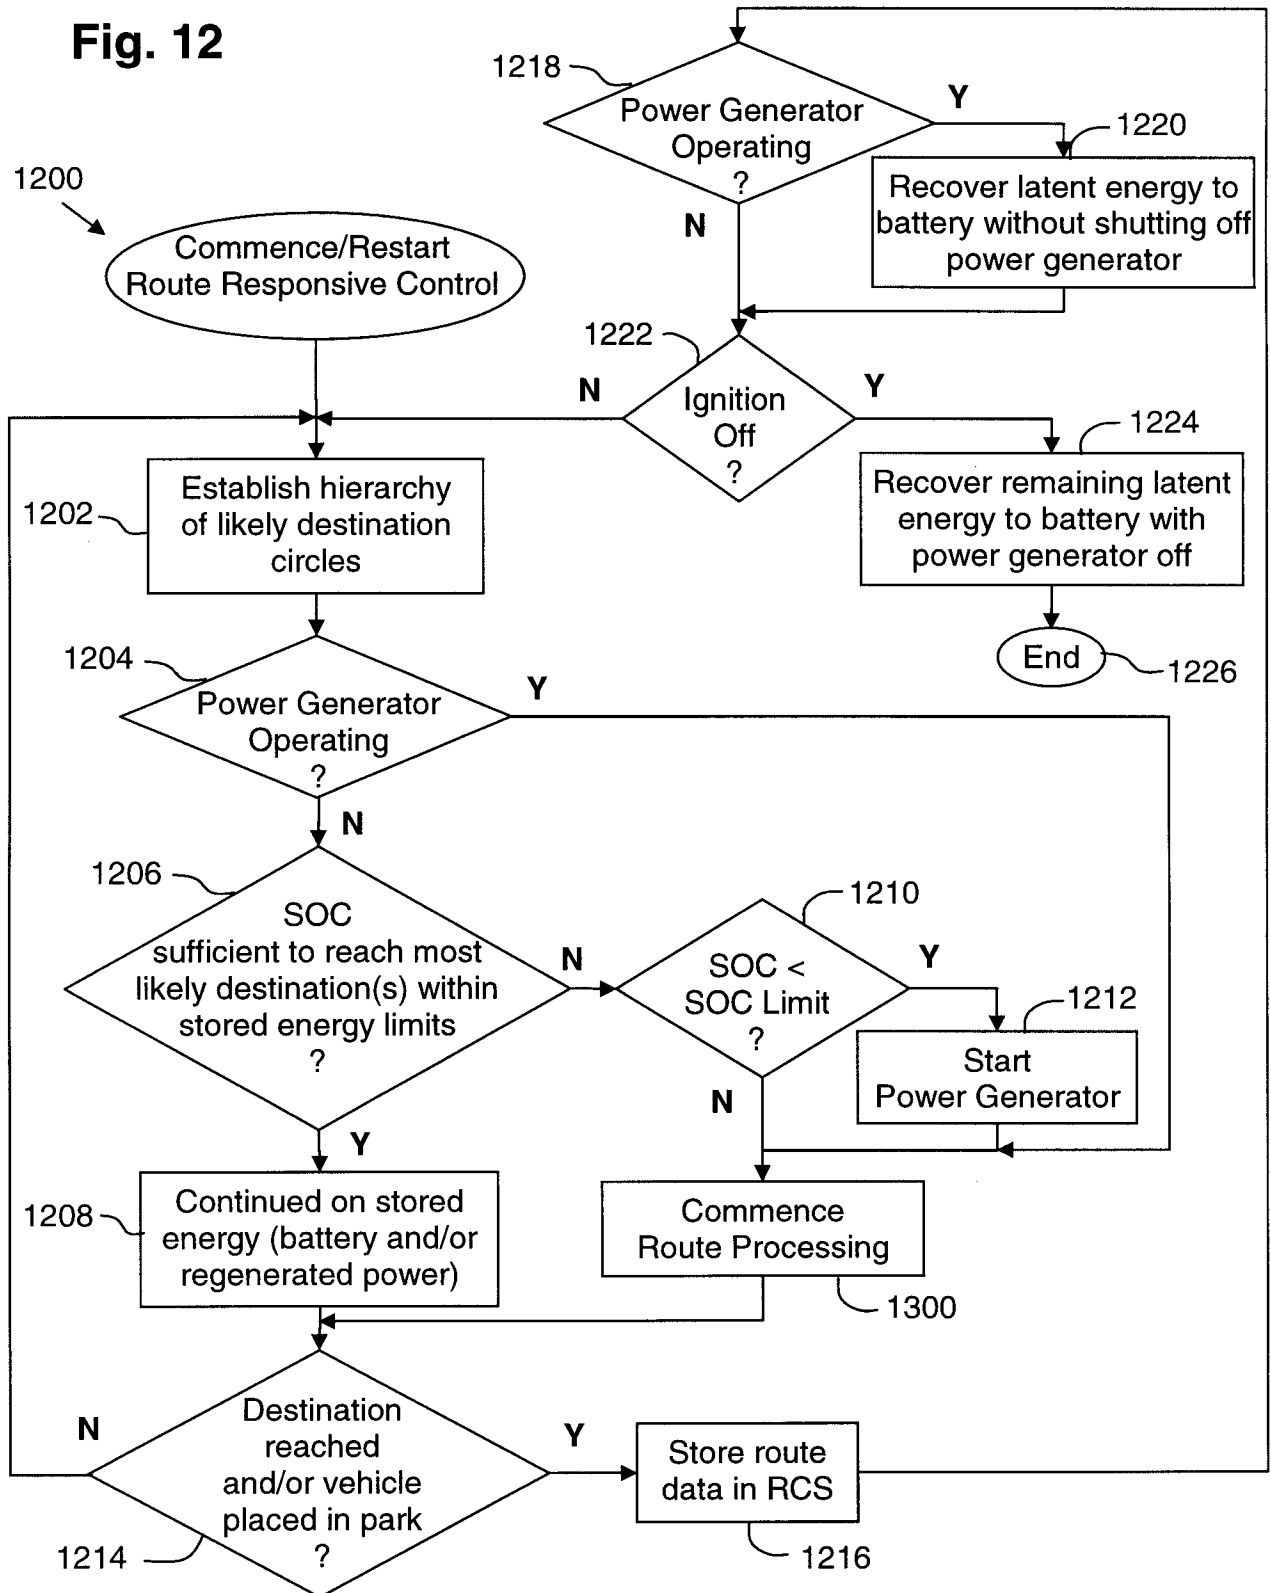 Fig. 12
1218
Power Generator
Operating
?
Y
N
1220
Recover latent energy to
battery without shutting off
power generator
1200
Commence/Restart
Route Responsive Control
1222
Ignition
Off
?
N
Y
1224
Recover remaining latent
energy to battery with
power generator off
End
1226
1202
Establish hierarchy
of likely destination
circles
1204
Power Generator
Operating
?
Y
N
1206
SOC
sufficient to reach most
likely destination(s) within
stored energy limits
?
N
Y
1210
SOC <
SOC Limit
?
Y
N
1212
Start
Power Generator
1208
Continued on stored
energy (battery and/or
regenerated power)
Commence
Route Processing
1300
Destination
reached
and/or vehicle
placed in park
?
N
Y
1214
Store route
data in RCS
1216